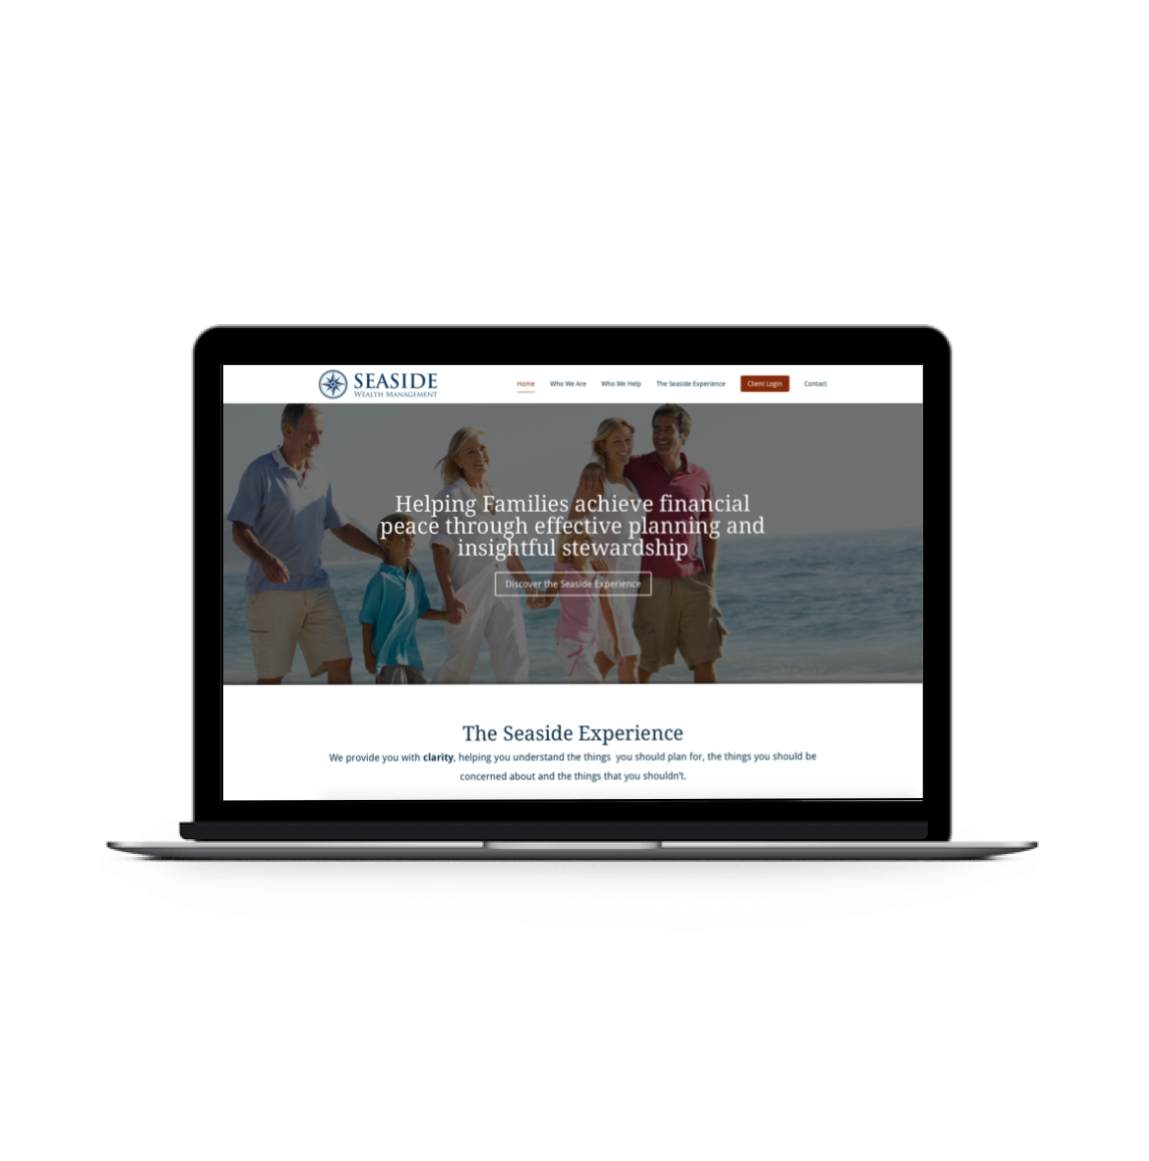 SEASIDE
WEALTH MANAGEMENT
Home Who We Are Who We Help The Seaside Experience Client Login Contact
Helping Families achieve financial
peace through effective planning and
insightful stewardship
Discover the Seaside Experience
The Seaside Experience
We provide you with clarity, helping you understand the things you should plan for, the things you should be
concerned about and the things that you shouldn't.